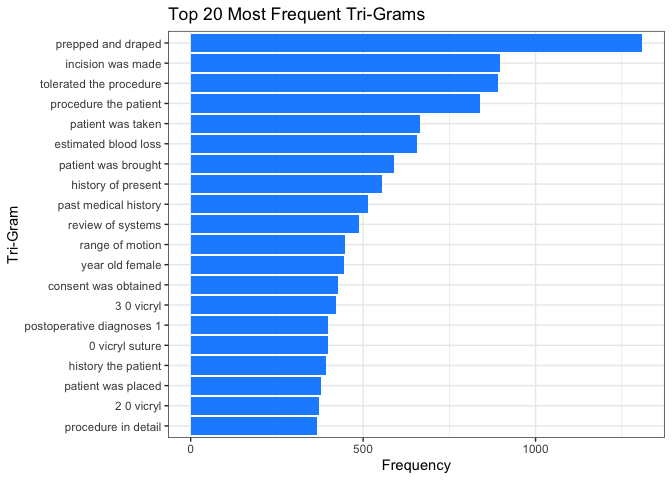 Top 20 Most Frequent Tri-Grams
Tri-Gram
prepped and draped
incision was made
tolerated the procedure
procedure the patient
patient was taken
estimated blood loss
patient was brought
history of present
past medical history
review of systems
range of motion
year old female
consent was obtained
3 0 vicryl
postoperative diagnoses 1
0 vicryl suture
history the patient
patient was placed
2 0 vicryl
procedure in detail
0 500 1000
Frequency